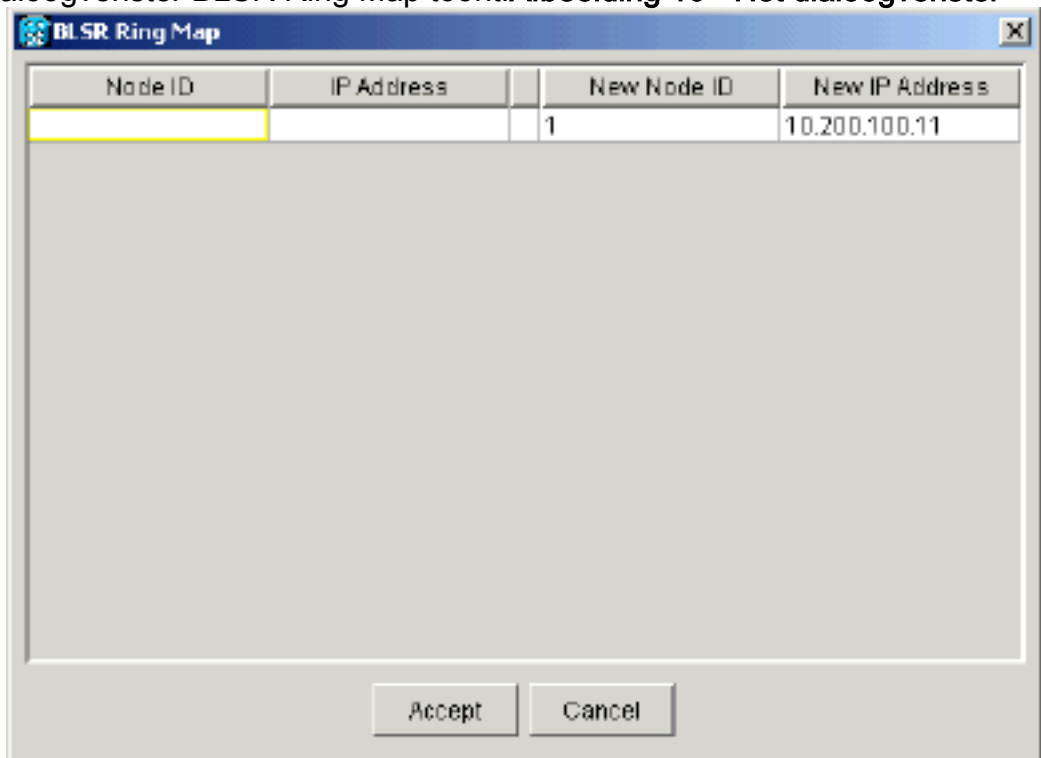 BLSR Ring Map
Node ID IP Address New Node ID New IP Address
1 10.200.100.11
Accept Cancel